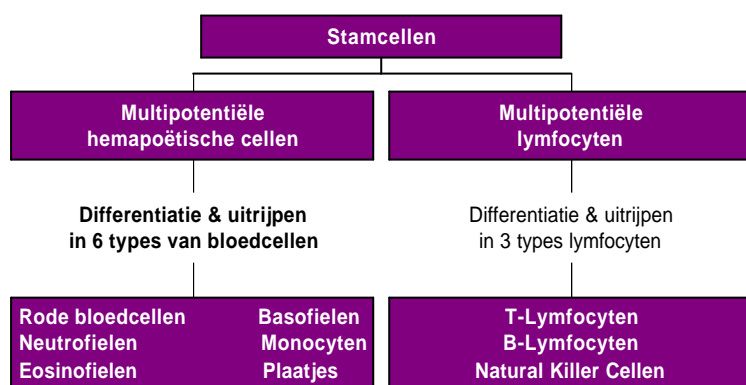 Stamcellen
Multipotentiële
hemapoëtische cellen
Multipotentiële
lymfocyten
Differentiatie & uitrijpen
in 6 types van bloedcellen
Differentiatie & uitrijpen
in 3 types lymfocyten
Rode bloedcellen Basofielen
Neutrofielen Monocyten
Eosinofielen Plaatjes
T-Lymfocyten
B-Lymfocyten
Natural Killer Cellen